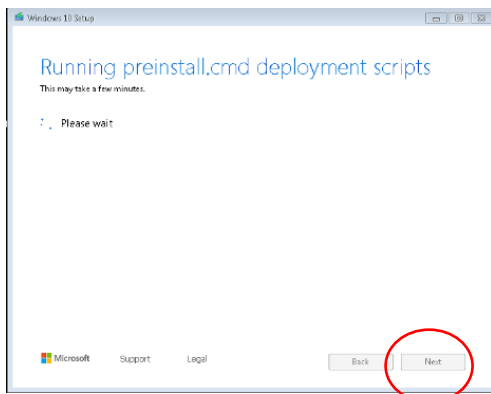 Windows 10 Setup
Running preinstall.cmd deployment scripts
This may take a few minutes.
Please wait
Microsoft Support Legal Back Next